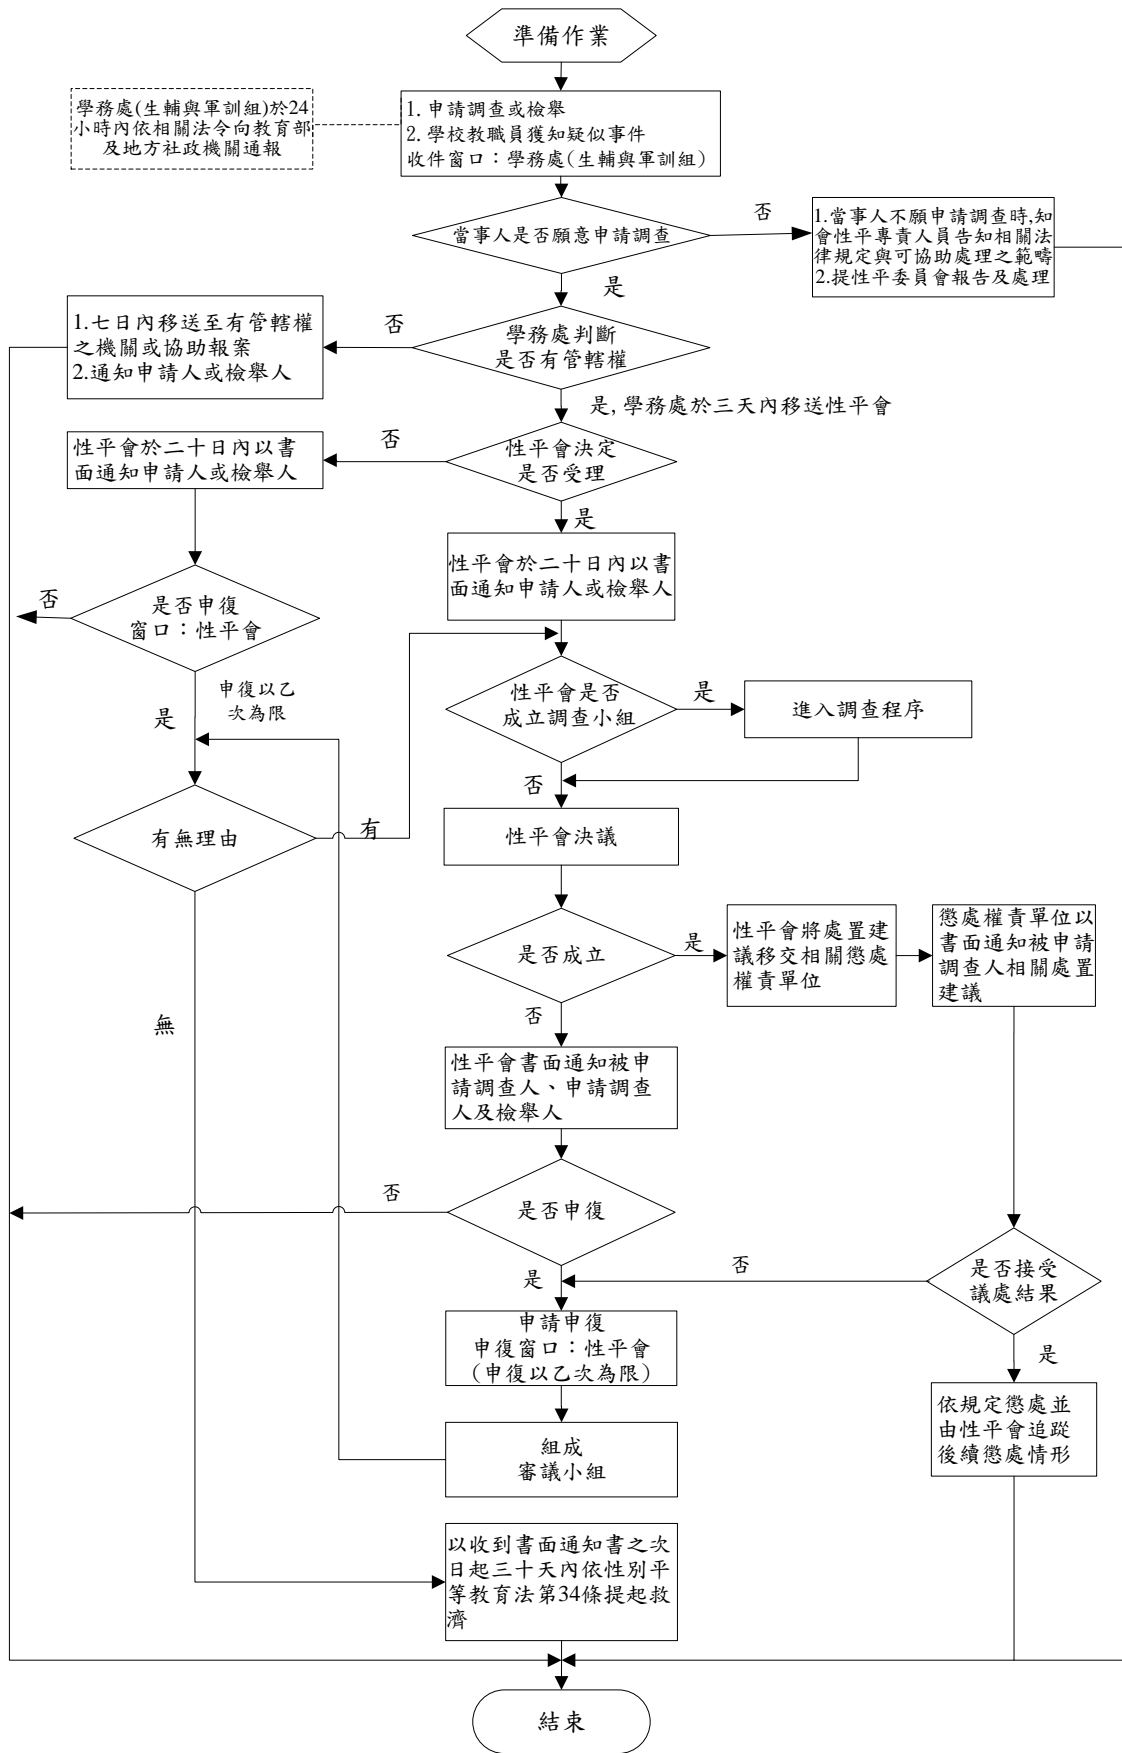 準備作業
學務處(生輔與軍訓組)於24
小時內依相關法令向教育部
及地方社政機關通報
1. 申請調查或檢舉
2. 學校教職員獲知疑似事件
收件窗口：學務處(生輔與軍訓組)
當事人是否願意申請調查
否
1.當事人不願申請調查時,知
會性平專責人員告知相關法
律規定與可協助處理之範疇
2.提性平委員會報告及處理
是
1.七日內移送至有管轄權
之機關或協助報案
2.通知申請人或檢舉人
否
學務處判斷
是否有管轄權
是, 學務處於三天內移送性平會
性平會於二十日內以書
面通知申請人或檢舉人
否
性平會決定
是否受理
是
性平會於二十日內以書
面通知申請人或檢舉人
否
是否申復
窗口：性平會
申復以乙
次為限
是
性平會是否
成立調查小組
是
進入調查程序
否
有無理由
有
性平會決議
是否成立
是
性平會將處置建
議移交相關懲處
權責單位
懲處權責單位以
書面通知被申請
調查人相關處置
建議
無
否
性平會書面通知被申
請調查人、申請調查
人及檢舉人
否
是否申復
是
否
是否接受
議處結果
申請申復
申復窗口：性平會
（申復以乙次為限）
是
依規定懲處並
由性平會追蹤
後續懲處情形
組成
審議小組
以收到書面通知書之次
日起三十天內依性別平
等教育法第34條提起救
濟
結束